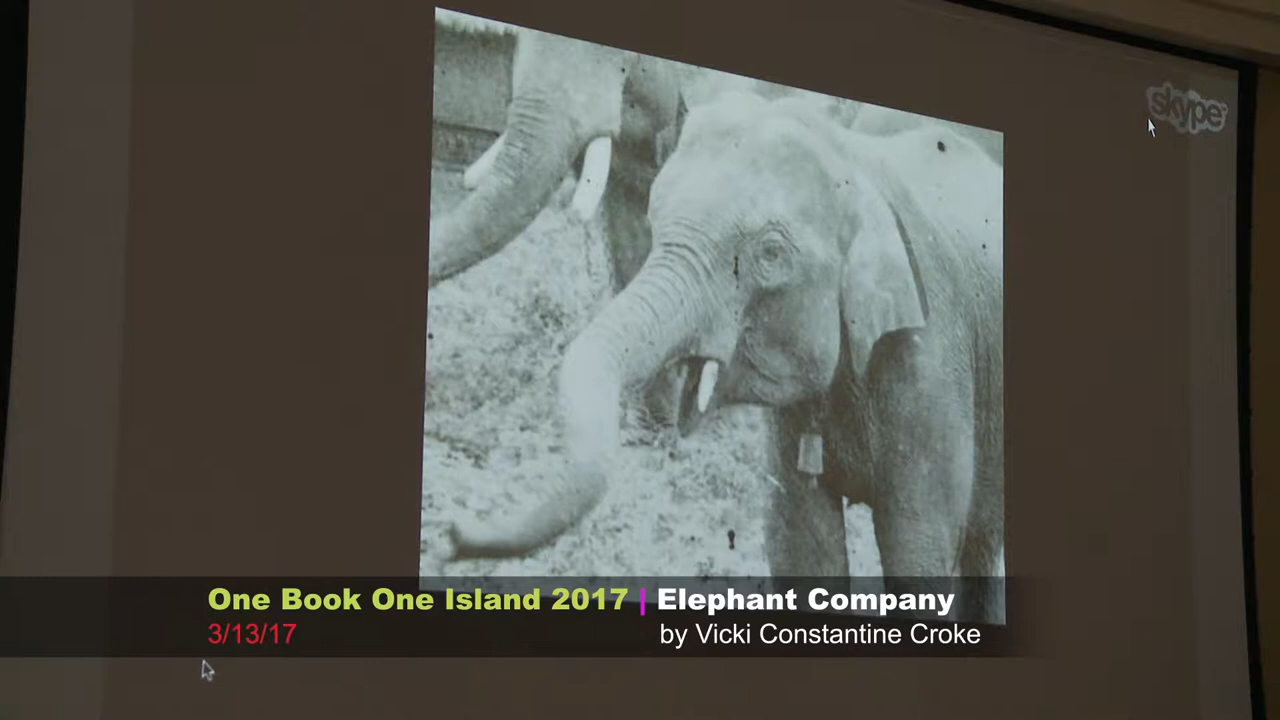 skype
One Book One Island 2017 | Elephant Company
3/13/17
by Vicki Constantine Croke